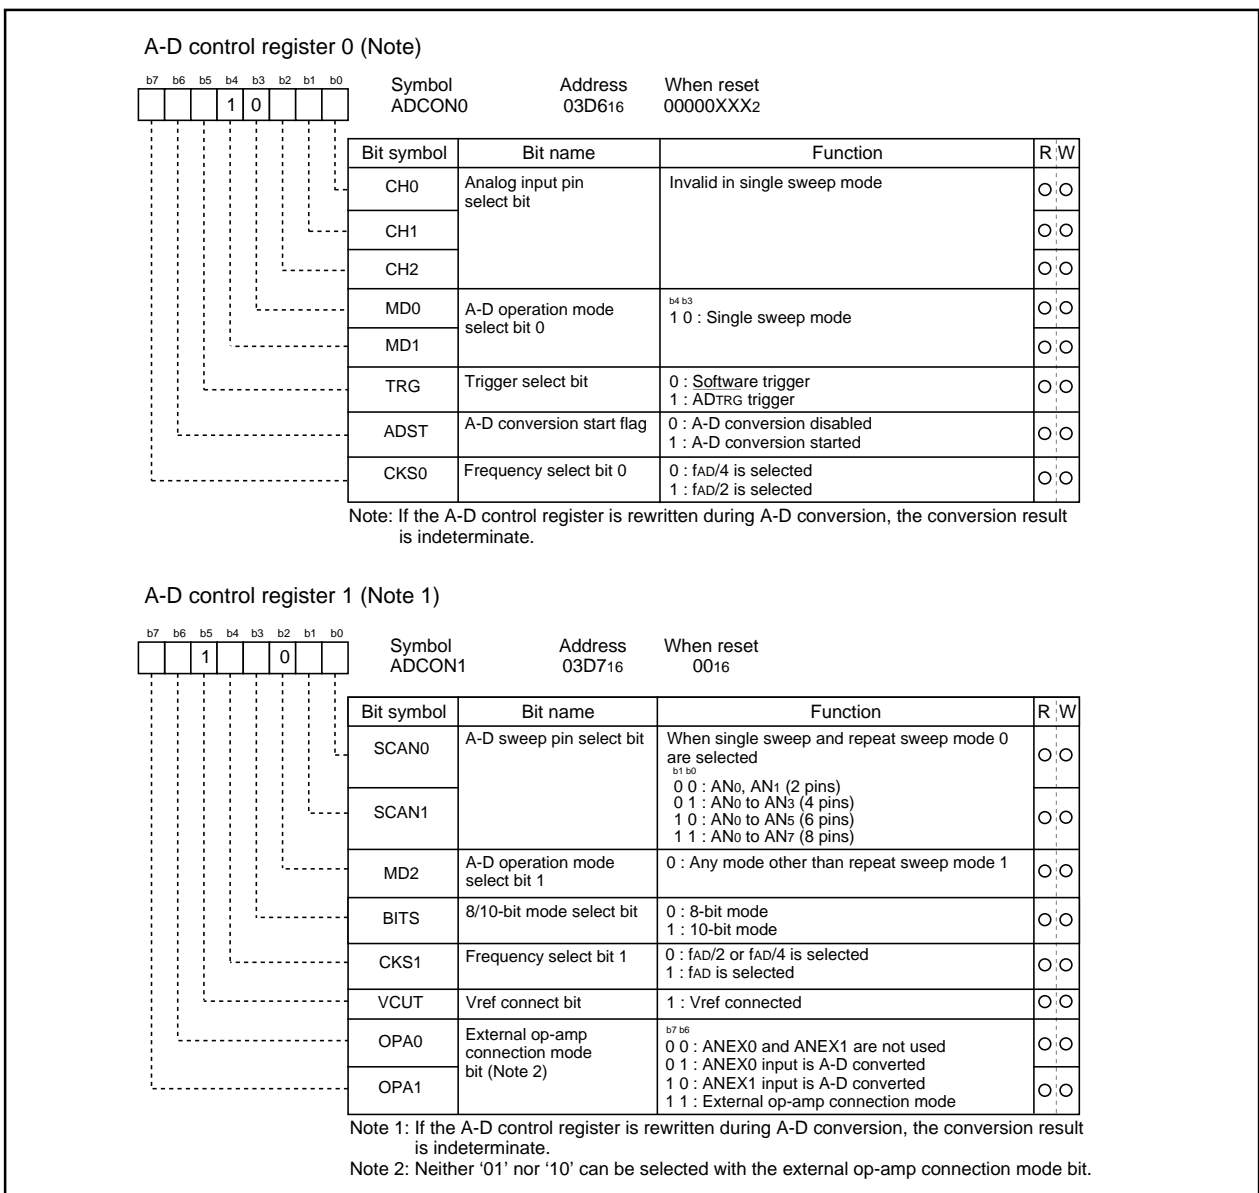 A-D control register 0 (Note)
b7 b6 b5 b4 b3 b2 b1 b0
1 0
Symbol Address When reset
ADCON0 03D616 00000XXX2
Bit symbol Bit name Function R W
CH0 Analog input pin select bit Invalid in single sweep mode
CH1
CH2
MD0 A-D operation mode select bit 0
b4 b3
1 0 : Single sweep mode
MD1
TRG Trigger select bit 0 : Software trigger
1 : ADTRG trigger
ADST A-D conversion start flag 0 : A-D conversion disabled
1 : A-D conversion started
CKS0 Frequency select bit 0 0 : fAD/4 is selected
1 : fAD/2 is selected
Note: If the A-D control register is rewritten during A-D conversion, the conversion result
is indeterminate.
A-D control register 1 (Note 1)
b7 b6 b5 b4 b3 b2 b1 b0
1 0
Symbol Address When reset
ADCON1 03D716 0016
Bit symbol Bit name Function R W
SCAN0 A-D sweep pin select bit When single sweep and repeat sweep mode 0
are selected
b1 b0
0 0 : AN0, AN1 (2 pins)
0 1 : AN0 to AN3 (4 pins)
SCAN1
1 0 : AN0 to AN5 (6 pins)
1 1 : AN0 to AN7 (8 pins)
MD2 A-D operation mode select bit 1 0 : Any mode other than repeat sweep mode 1
BITS 8/10-bit mode select bit 0 : 8-bit mode
1 : 10-bit mode
CKS1 Frequency select bit 1 0 : fAD/2 or fAD/4 is selected
1 : fAD is selected
VCUT Vref connect bit 1 : Vref connected
OPA0 External op-amp connection mode bit (Note 2)
b7 b6
0 0 : ANEX0 and ANEX1 are not used
0 1 : ANEX0 input is A-D converted
OPA1
1 0 : ANEX1 input is A-D converted
1 1 : External op-amp connection mode
Note 1: If the A-D control register is rewritten during A-D conversion, the conversion result
is indeterminate.
Note 2: Neither ‘01’ nor ‘10’ can be selected with the external op-amp connection mode bit.